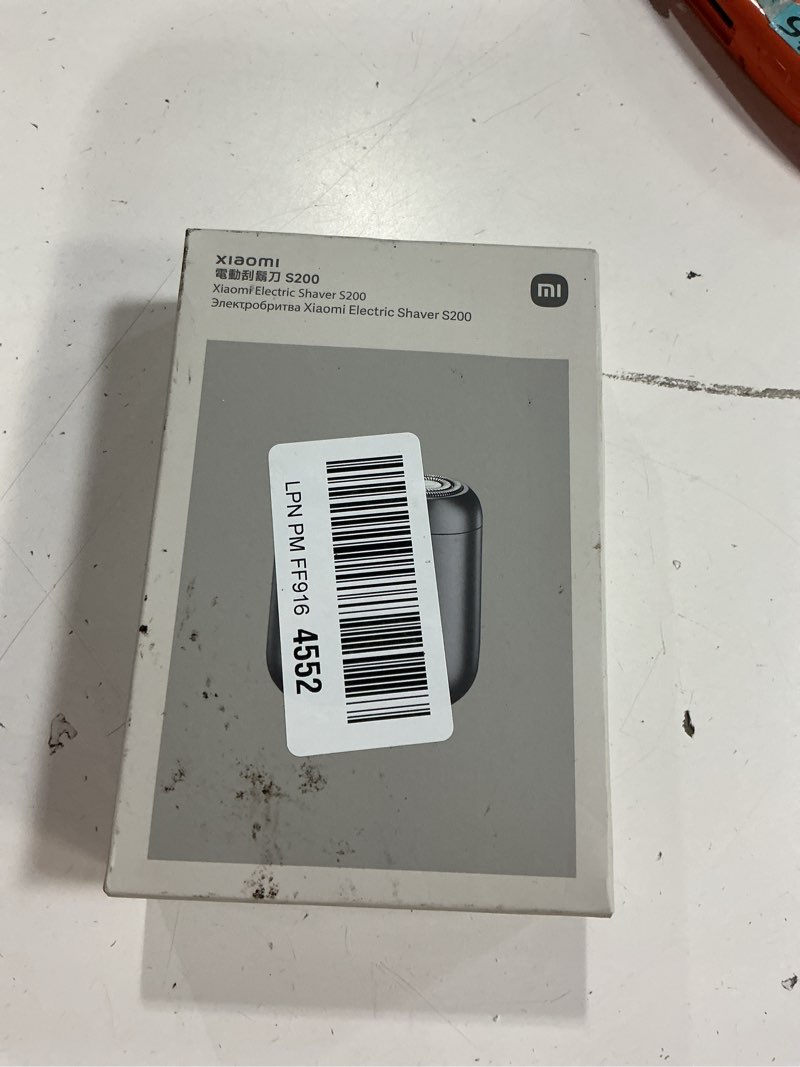 xiaomi
電動刮鬍刀 S200
Xiaomi Electric Shaver S200
Электробритва Xiaomi Electric Shaver S200
mi
LPN PM FF916 4552